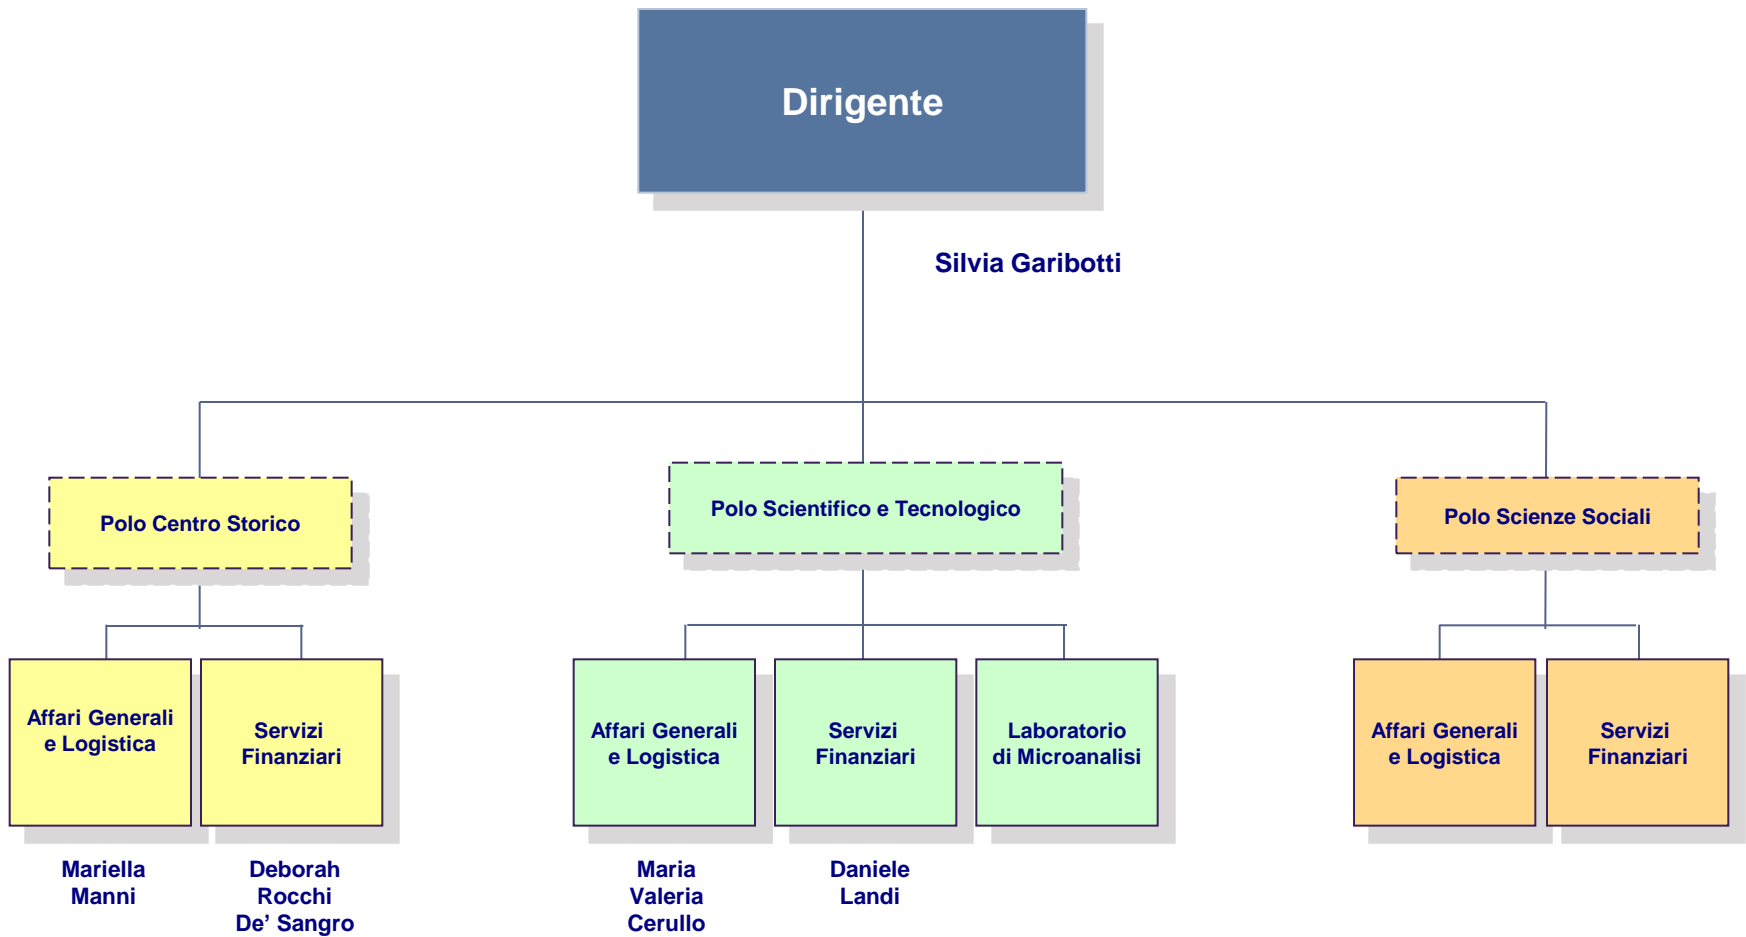 Dirigente
Silvia Garibotti
Polo Centro Storico
Polo Scientifico e Tecnologico
Polo Scienze Sociali
Affari Generali
e Logistica
Servizi
Finanziari
Affari Generali
e Logistica
Servizi
Finanziari
Laboratorio
di Microanalisi
Affari Generali
e Logistica
Servizi
Finanziari
Mariella
Manni
Deborah
Rocchi
De’ Sangro
Maria
Valeria
Cerullo
Daniele
Landi